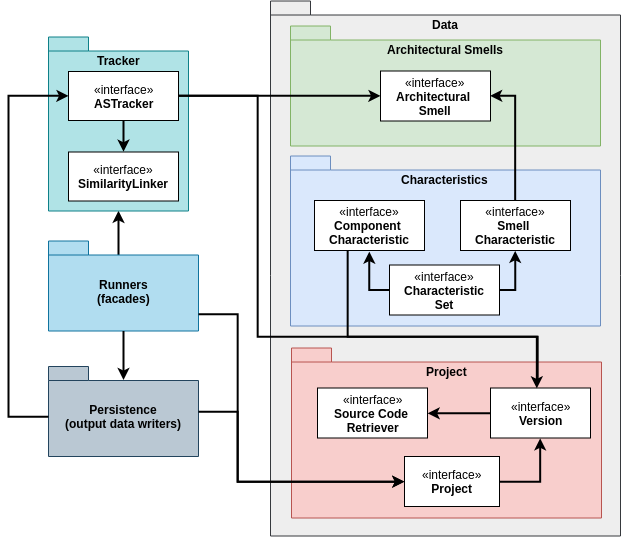 Data
Tracker
«interface»
ASTracker
«interface»
SimilarityLinker
Architectural Smells
«interface»
Architectural
Smell
Characteristics
«interface»
Component
Characteristic
«interface»
Smell
Characteristic
«interface»
Characteristic
Set
Runners
(facades)
Persistence
(output data writers)
Project
«interface»
Source Code
Retriever
«interface»
Version
«interface»
Project